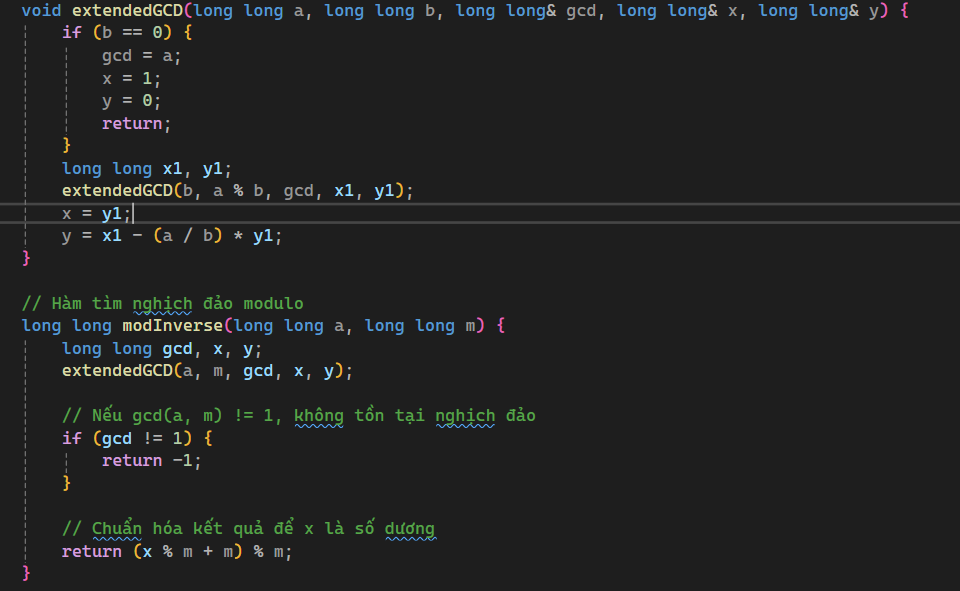 void extendedGCD(long long a, long long b, long long& gcd, long long& x, long long& y) {
    if (b == 0) {
        gcd = a;
        x = 1;
        y = 0;
        return;
    }
    long long x1, y1;
    extendedGCD(b, a % b, gcd, x1, y1);
    x = y1;
    y = x1 - (a / b) * y1;
}

// Hàm tìm nghịch đảo modulo
long long modInverse(long long a, long long m) {
    long long gcd, x, y;
    extendedGCD(a, m, gcd, x, y);

    // Nếu gcd(a, m) != 1, không tồn tại nghịch đảo
    if (gcd != 1) {
        return -1;
    }

    // Chuẩn hóa kết quả để x là số dương
    return (x % m + m) % m;
}